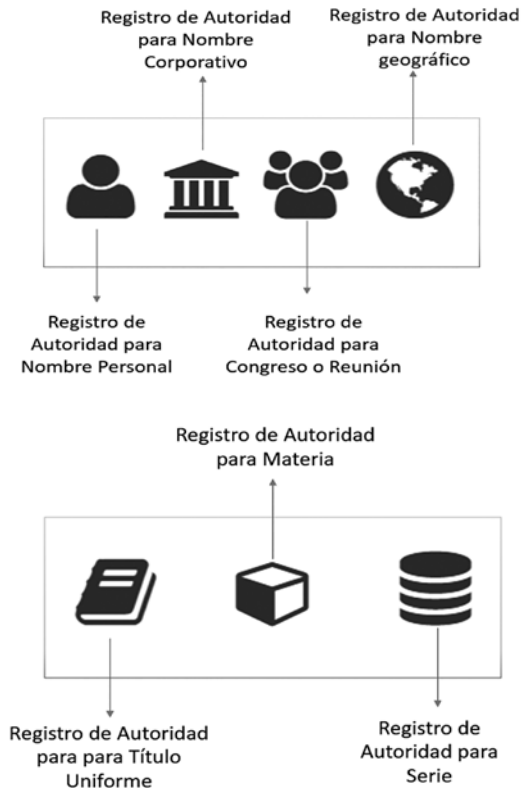 Registro de Autoridad
para Nombre
Corporativo
Registro de Autoridad
para Nombre
geográfico
Registro de
Autoridad para
Nombre Personal
Registro de
Autoridad para
Congreso o Reunión
Registro de Autoridad
para Materia
Registro de Autoridad
para para Título
Uniforme
Registro de
Autoridad para
Serie